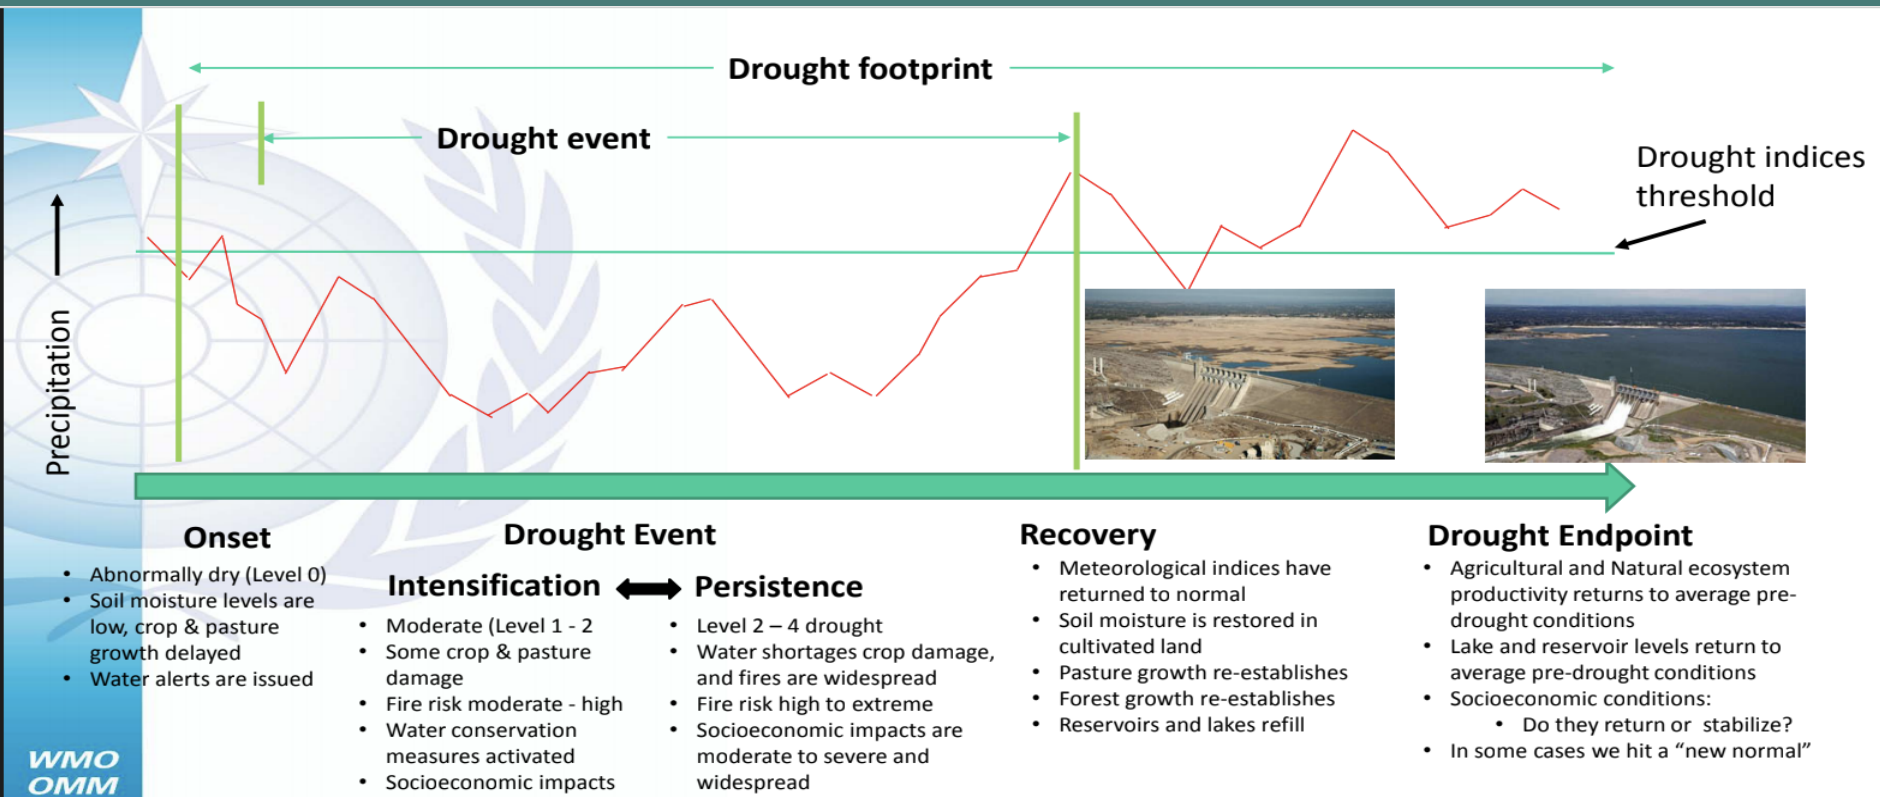 Drought footprint
Drought event
Drought indices
threshold
Precipitation
Onset
• Abnormally dry (Level 0)
• Soil moisture levels are
low, crop & pasture
growth delayed
• Water alerts are issued
Drought Event
Intensification
• Moderate (Level 1 - 2
• Some crop & pasture
damage
• Fire risk moderate - high
• Water conservation
measures activated
• Socioeconomic impacts
Persistence
• Level 2 – 4 drought
• Water shortages crop damage,
and fires are widespread
• Fire risk high to extreme
• Socioeconomic impacts are
moderate to severe and
widespread
Recovery
• Meteorological indices have
returned to normal
• Soil moisture is restored in
cultivated land
• Pasture growth re-establishes
• Forest growth re-establishes
• Reservoirs and lakes refill
Drought Endpoint
• Agricultural and Natural ecosystem
productivity returns to average pre-
drought conditions
• Lake and reservoir levels return to
average pre-drought conditions
• Socioeconomic conditions:
• Do they return or stabilize?
• In some cases we hit a “new normal”
WMO
OMM